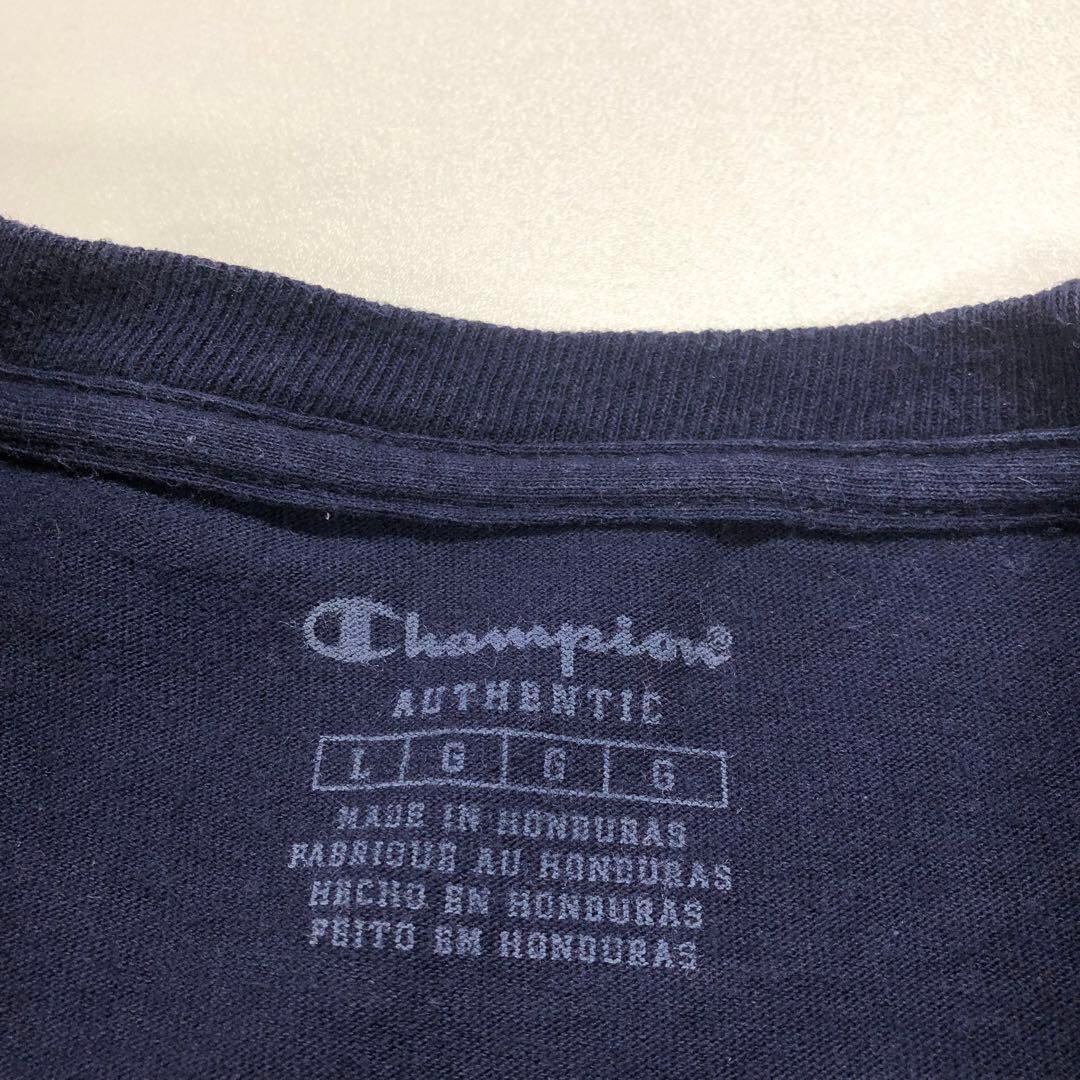 Champion®
AUTHENTIC
L G G G
MADE IN HONDURAS
FABRIQUE AU HONDURAS
HECHO EN HONDURAS
FEITO EM HONDURAS